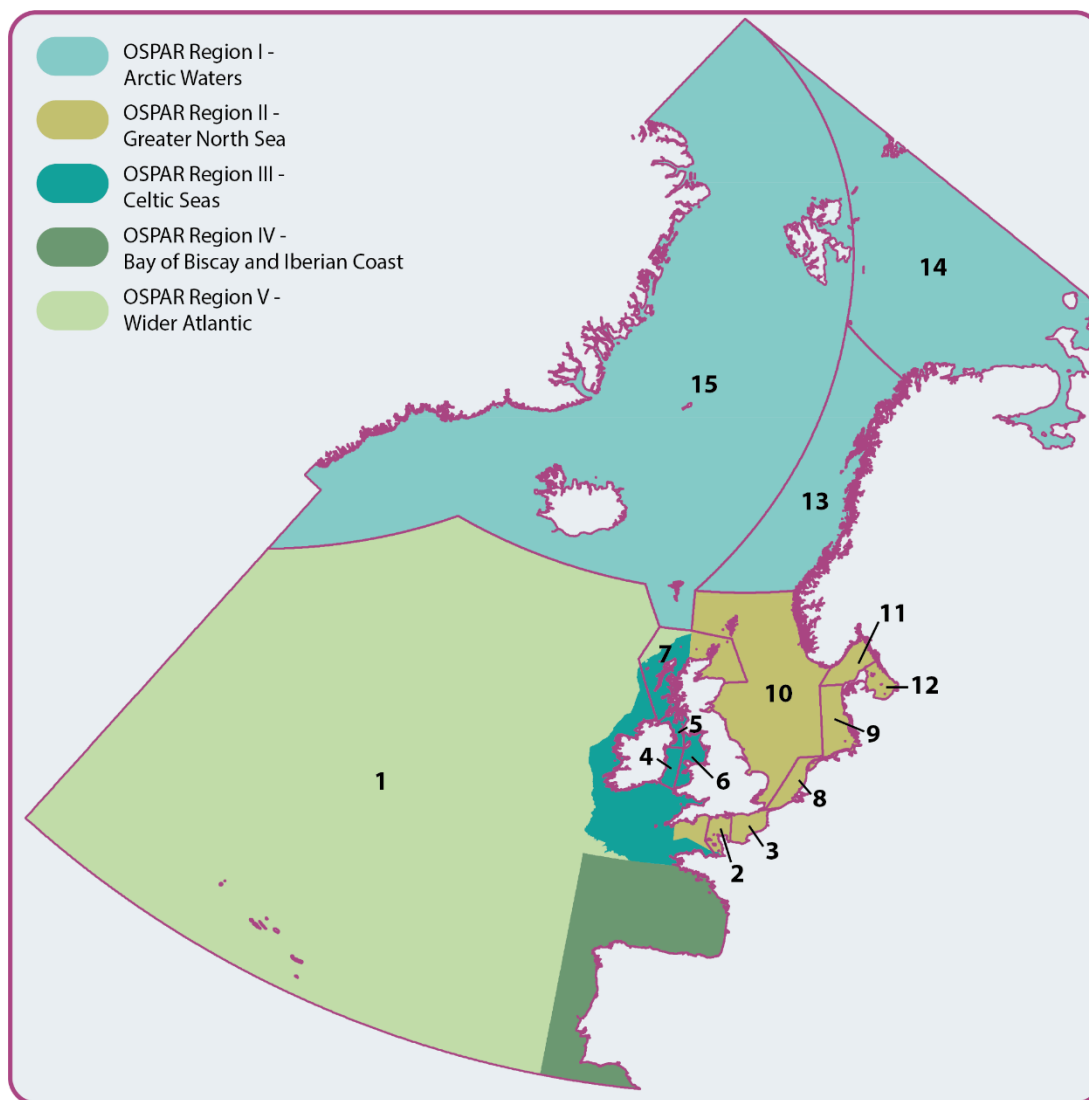 OSPAR Region I -
Arctic Waters
OSPAR Region II -
Greater North Sea
OSPAR Region III -
Celtic Seas
OSPAR Region IV -
Bay of Biscay and Iberian Coast
OSPAR Region V -
Wider Atlantic
14
15
13
11
7
12
10
5
9
4
6
1
8
3
2